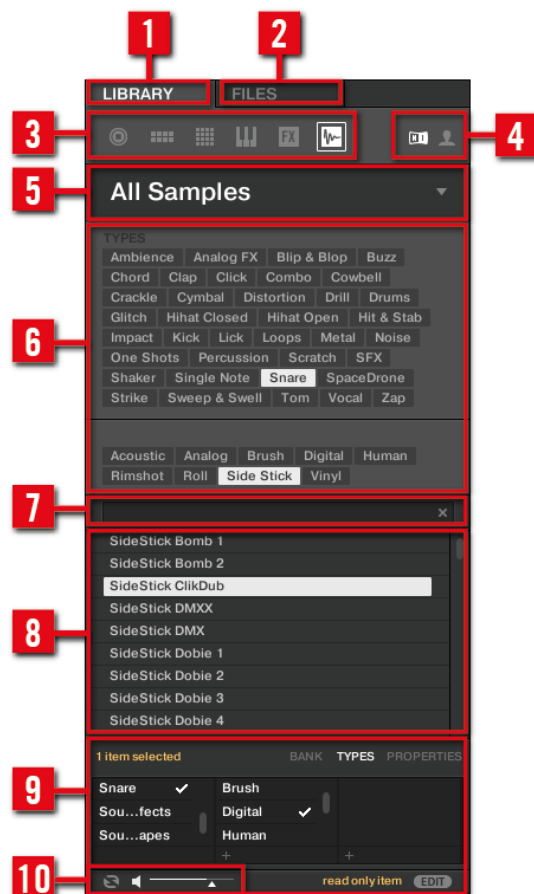 1
2
LIBRARY FILES
3
FX
4
5
All Samples
TYPES
Ambience Analog FX Blip & Blop Buzz
Chord Clap Click Combo Cowbell
Crackle Cymbal Distortion Drill Drums
Glitch Hihat Closed Hihat Open Hit & Stab
6
Impact Kick Lick Loops Metal Noise
One Shots Percussion Scratch SFX
Shaker Single Note Snare SpaceDrone
Strike Sweep & Swell Tom Vocal Zap
Acoustic Analog Brush Digital Human
Rimshot Roll Side Stick Vinyl
7
SideStick Bomb 1
SideStick Bomb 2
SideStick ClikDub
SideStick DMXX
8
SideStick DMX
SideStick Dobie 1
SideStick Dobie 2
SideStick Dobie 3
SideStick Dobie 4
1 item selected BANK TYPES PROPERTIES
9
Snare ✓ Brush
Sou...fects Digital ✓
Sou...apes Human
+ +
10
read only item EDIT